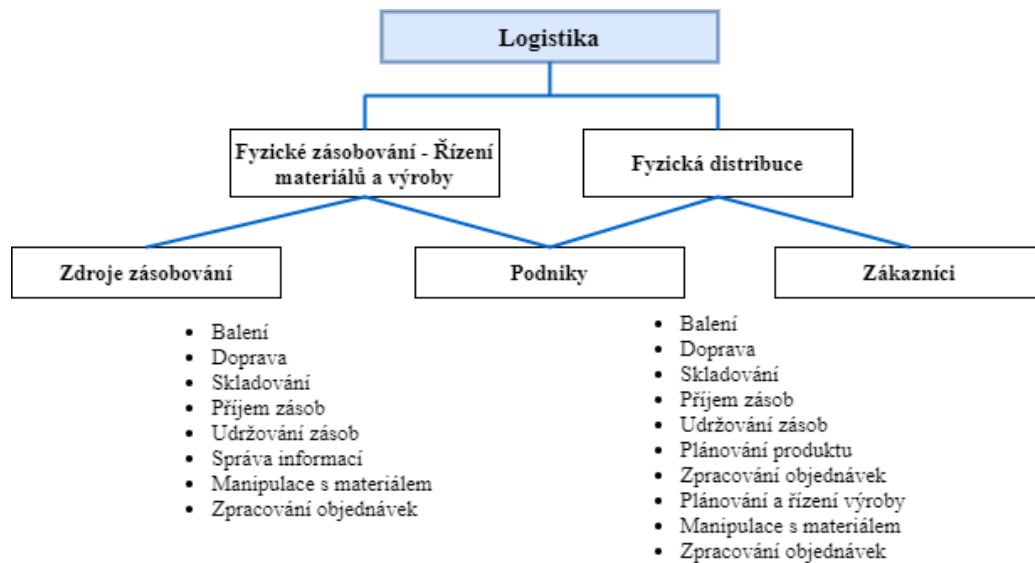 Logistika
Fyzické zásobování - Řízení
materiálů a výroby
Fyzická distribuce
Zdroje zásobování
Podniky
Zákazníci
• Balení
• Doprava
• Skladování
• Příjem zásob
• Udržování zásob
• Správa informací
• Manipulace s materiálem
• Zpracování objednávek
• Balení
• Doprava
• Skladování
• Příjem zásob
• Udržování zásob
• Plánování produktu
• Zpracování objednávek
• Plánování a řízení výroby
• Manipulace s materiálem
• Zpracování objednávek